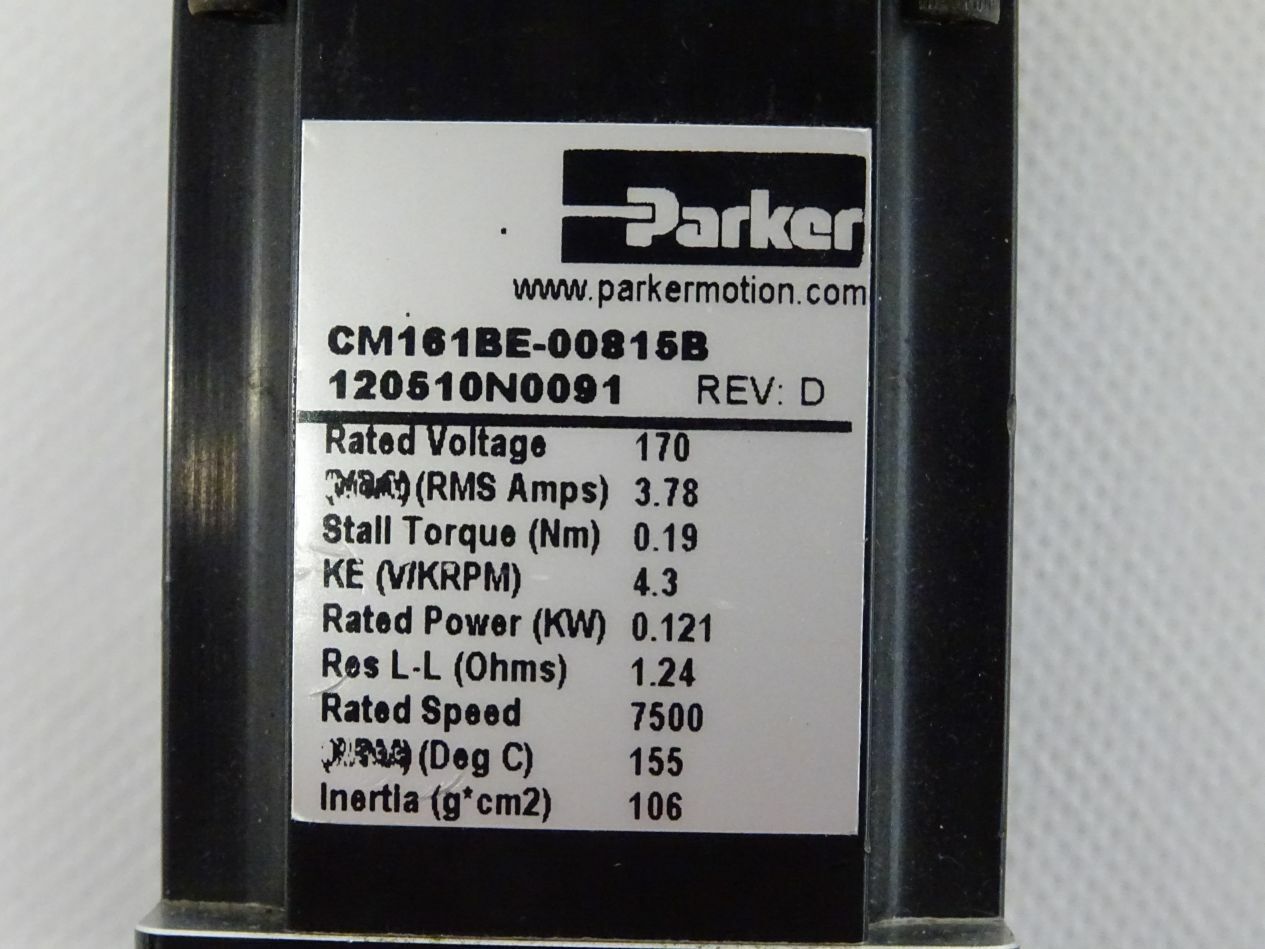 Parker
www.parkermotion.com
CM161BE-00815B
120510N0091 REV: D
Rated Voltage 170
(RMS Amps) 3.78
Stall Torque (Nm) 0.19
KE (V/KRPM) 4.3
Rated Power (KW) 0.121
Res L-L (Ohms) 1.24
Rated Speed 7500
(Deg C) 155
Inertia (g*cm2) 106